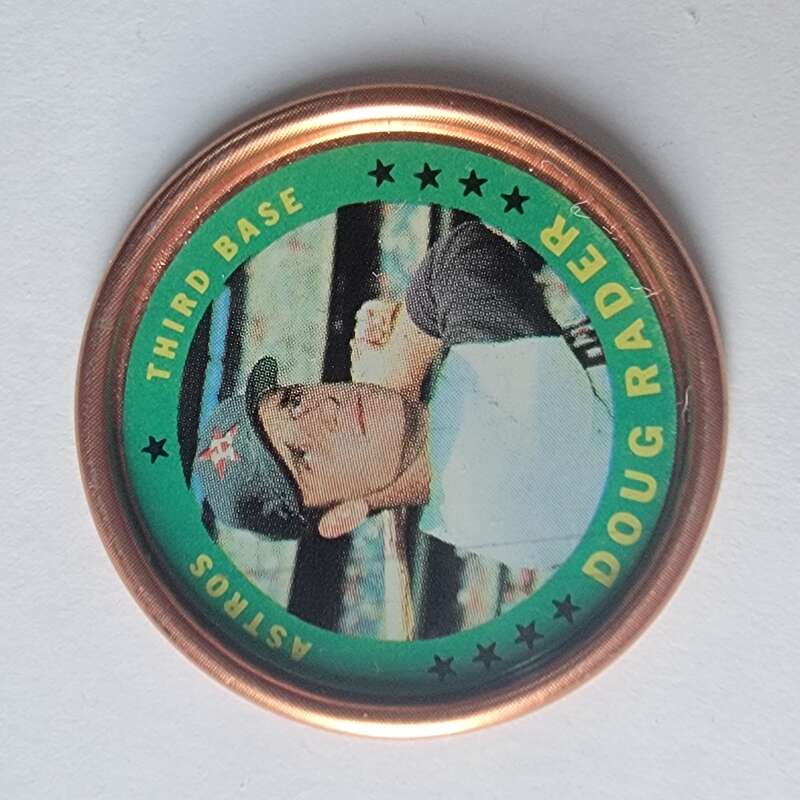 ASTROS
THIRD BASE
DOUG RADER
H